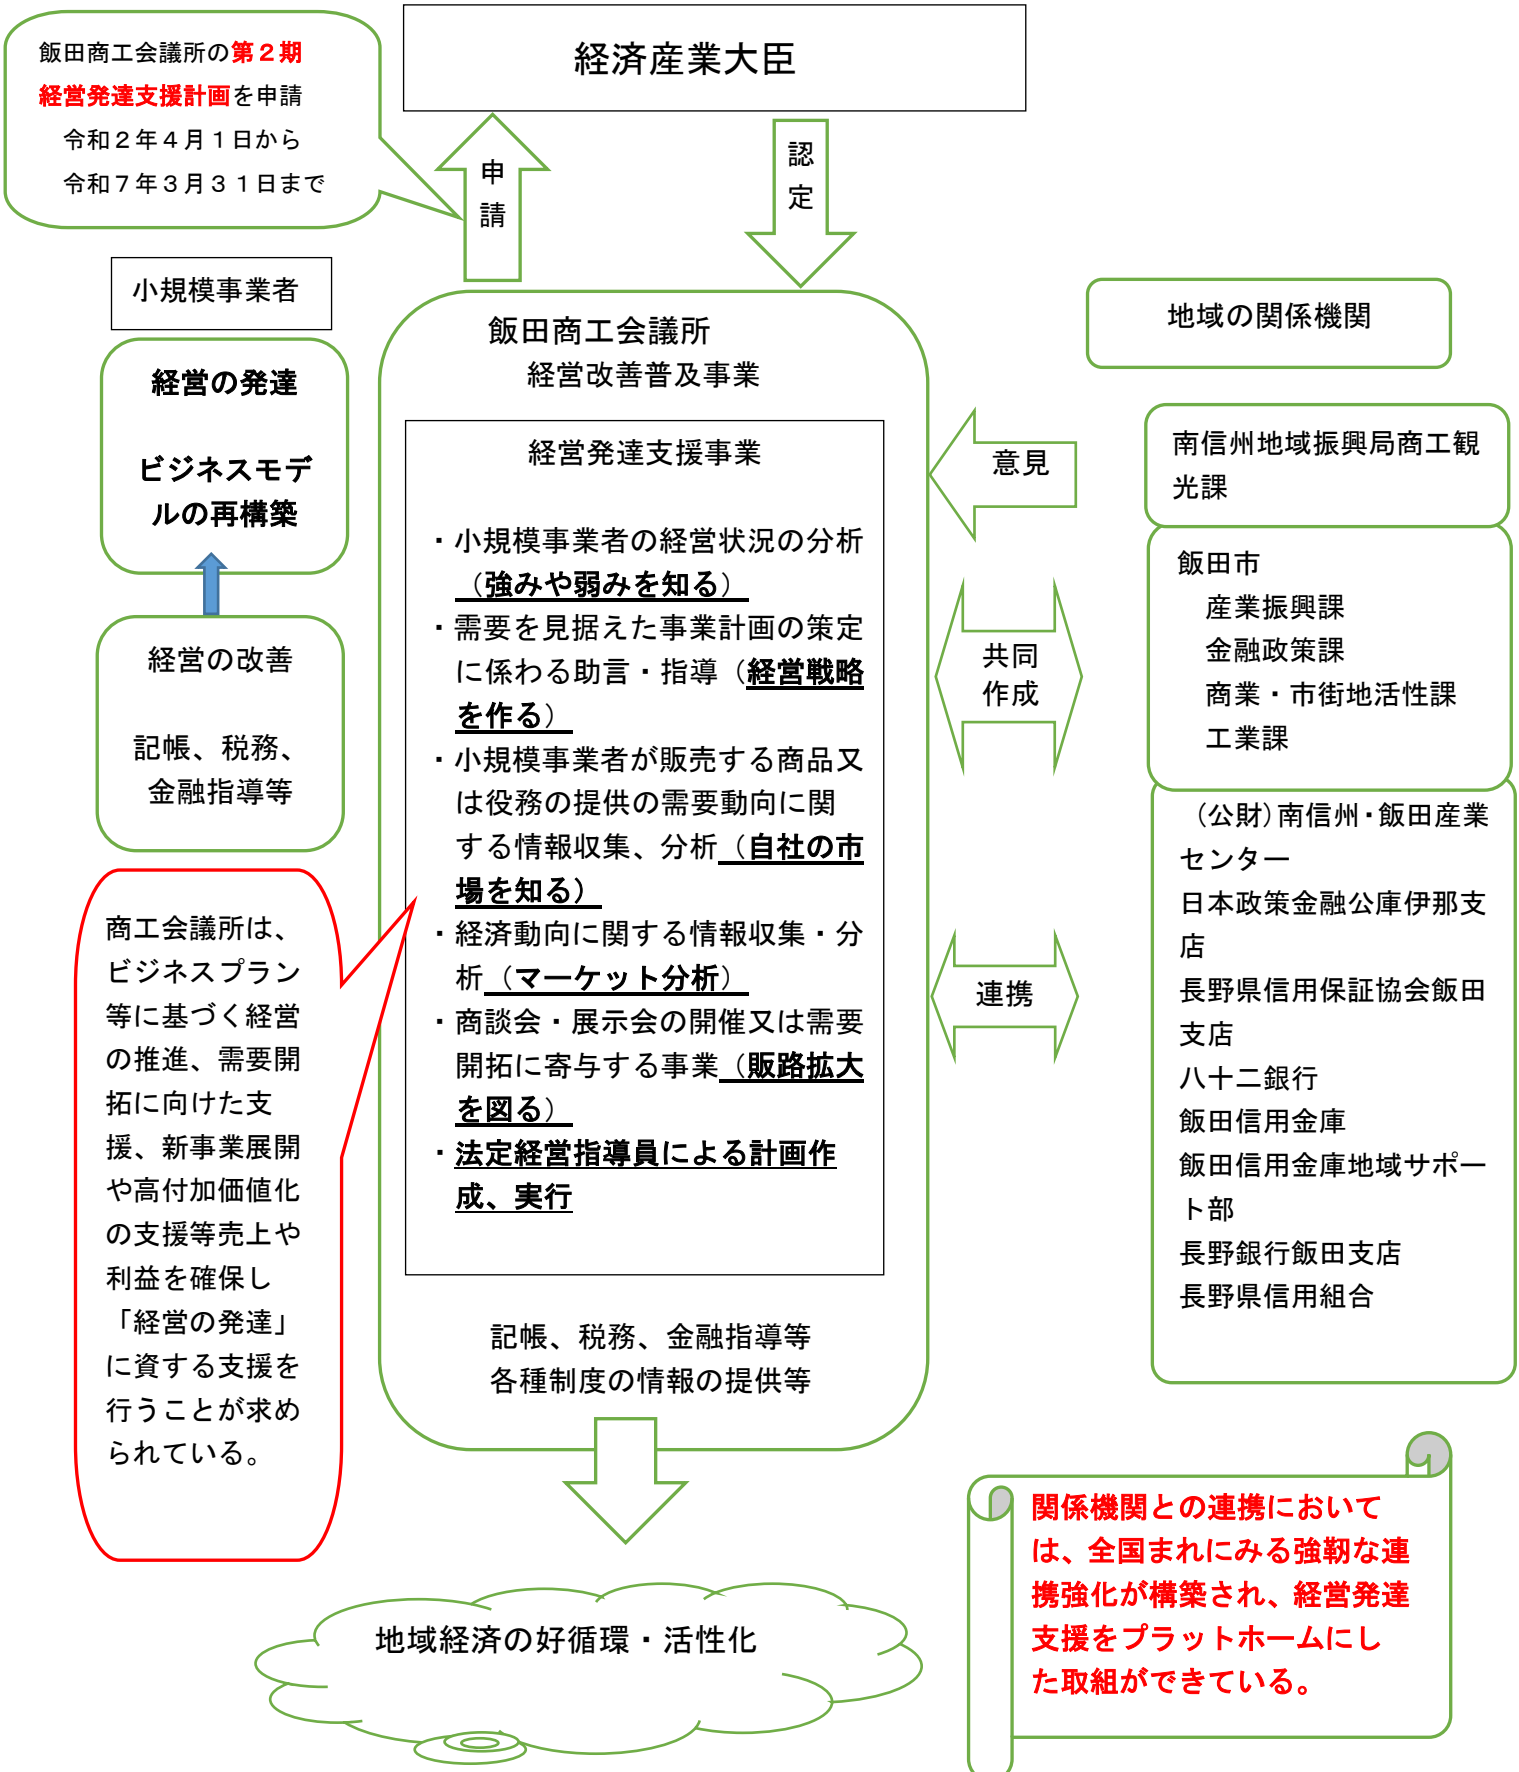 飯田商工会議所の第２期
経営発達支援計画を申請
令和２年４月１日から
令和７年３月３１日まで
経済産業大臣
申
請
認
定
小規模事業者
経営の発達
ビジネスモデ
ルの再構築
経営の改善
記帳、税務、
金融指導等
商工会議所は、
ビジネスプラン
等に基づく経営
の推進、需要開
拓に向けた支
援、新事業展開
や高付加価値化
の支援等売上や
利益を確保し
「経営の発達」
に資する支援を
行うことが求め
られている。
飯田商工会議所
経営改善普及事業
経営発達支援事業
・小規模事業者の経営状況の分析
（強みや弱みを知る）
・需要を見据えた事業計画の策定
に係わる助言・指導（経営戦略
を作る）
・小規模事業者が販売する商品又
は役務の提供の需要動向に関
する情報収集、分析（自社の市
場を知る）
・経済動向に関する情報収集・分
析（マーケット分析）
・商談会・展示会の開催又は需要
開拓に寄与する事業（販路拡大
を図る）
・法定経営指導員による計画作
成、実行
記帳、税務、金融指導等
各種制度の情報の提供等
意見
共同
作成
連携
地域の関係機関
南信州地域振興局商工観
光課
飯田市
産業振興課
金融政策課
商業・市街地活性課
工業課
（公財）南信州・飯田産業
センター
日本政策金融公庫伊那支
店
長野県信用保証協会飯田
支店
八十二銀行
飯田信用金庫
飯田信用金庫地域サポー
ト部
長野銀行飯田支店
長野県信用組合
地域経済の好循環・活性化
関係機関との連携において
は、全国まれにみる強靭な連
携強化が構築され、経営発達
支援をプラットホームにし
た取組ができている。